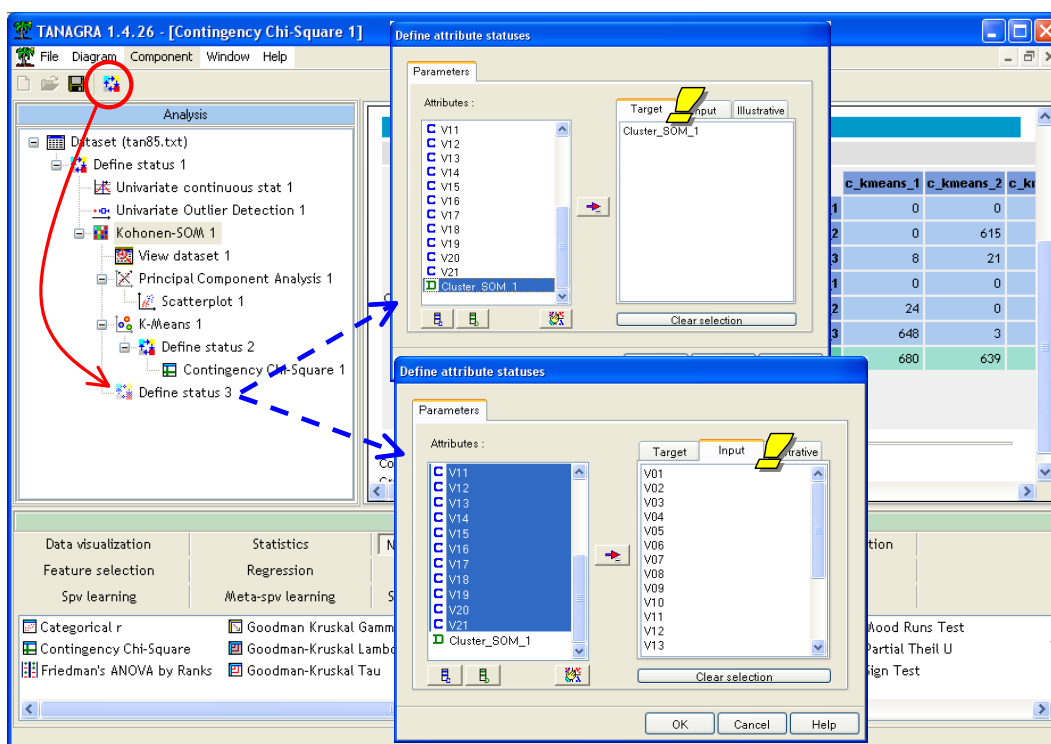 TANAGRA 1.4.26 - [Contingency Chi-Square 1]
File Diagram Component Window Help
Analysis
Dataset (tan85.txt)
Define status 1
Univariate continuous stat 1
Univariate Outlier Detection 1
Kohonen-SOM 1
View dataset 1
Principal Component Analysis 1
Scatterplot 1
K-Means 1
Define status 2
Contingency Chi-Square 1
Define status 3
Define attribute statuses
Parameters
Attributes :
C V11
C V12
C V13
C V14
C V15
C V16
C V17
C V18
C V19
C V20
C V21
D Cluster_SOM_1
Target Input Illustrative
Cluster_SOM_1
Clear selection
c_kmeans_1 c_kmeans_2
1 0 0
2 0 615
3 8 21
1 0 0
2 24 0
3 648 3
680 639
Define attribute statuses
Parameters
Attributes :
C V11
C V12
C V13
C V14
C V15
C V16
C V17
C V18
C V19
C V20
C V21
D Cluster_SOM_1
Target Input trative
V01
V02
V03
V04
V05
V06
V07
V08
V09
V10
V11
V12
V13
Clear selection
OK Cancel Help
Co
Data visualization Statistics N tion
Feature selection Regression
Spv learning Meta-spv learning S
Categorical r Goodman Kruskal Gamm Mood Runs Test
Contingency Chi-Square Goodman-Kruskal Lambd Partial Theil U
Friedman's ANOVA by Ranks Goodman-Kruskal Tau Sign Test